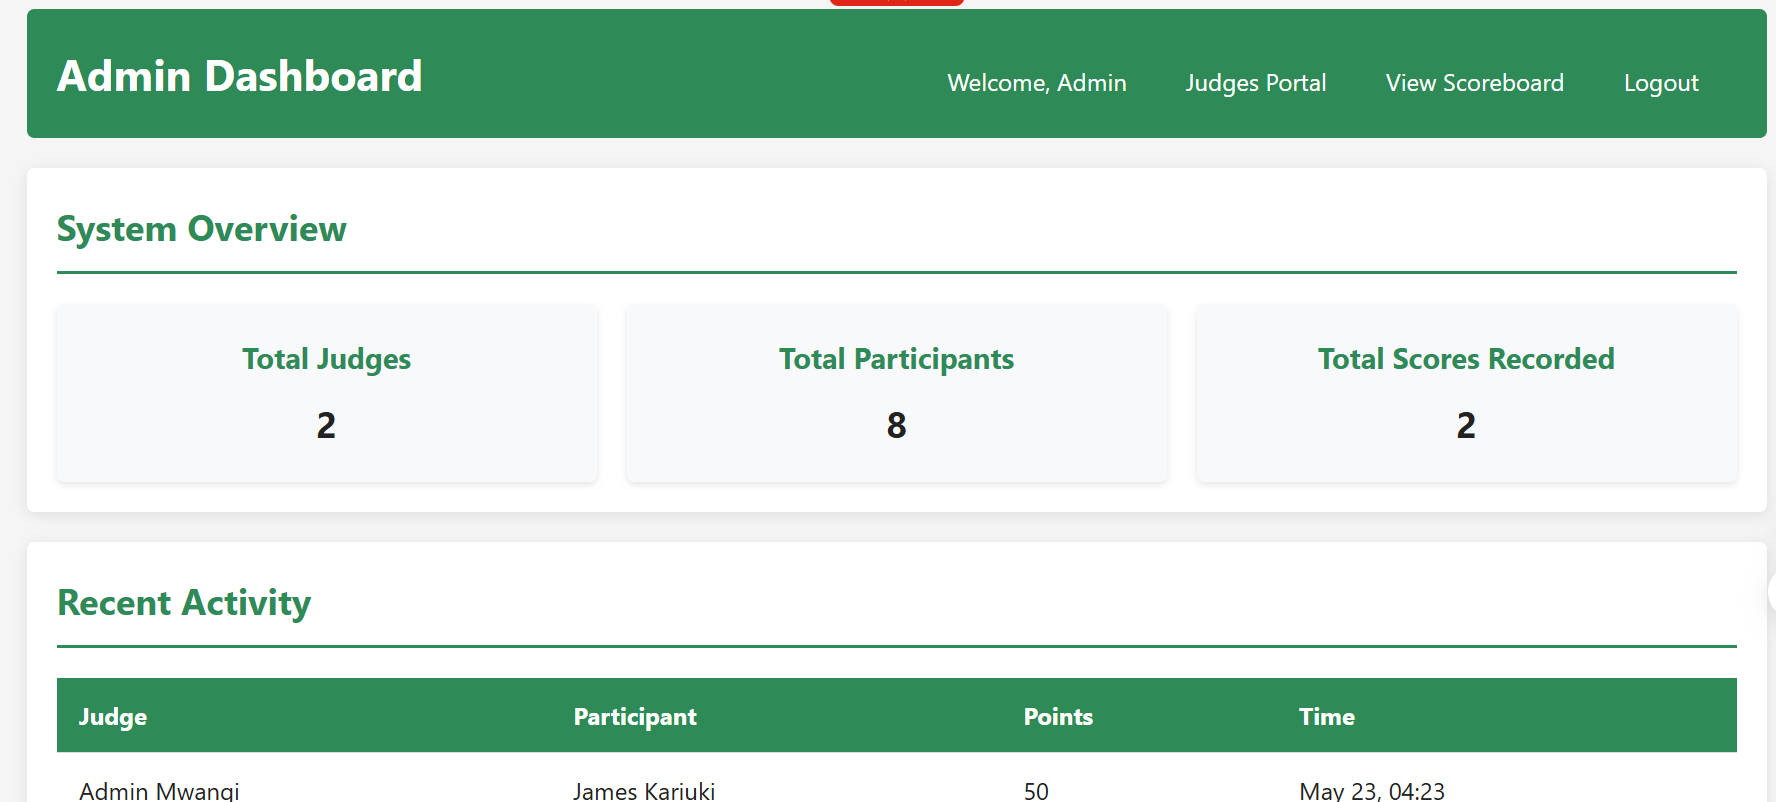 Admin Dashboard
Welcome, Admin Judges Portal View Scoreboard Logout
System Overview
Total Judges Total Participants Total Scores Recorded
2 8 2
Recent Activity
Judge Participant Points Time
Admin Mwangi James Kariuki 50 May 23, 04:23